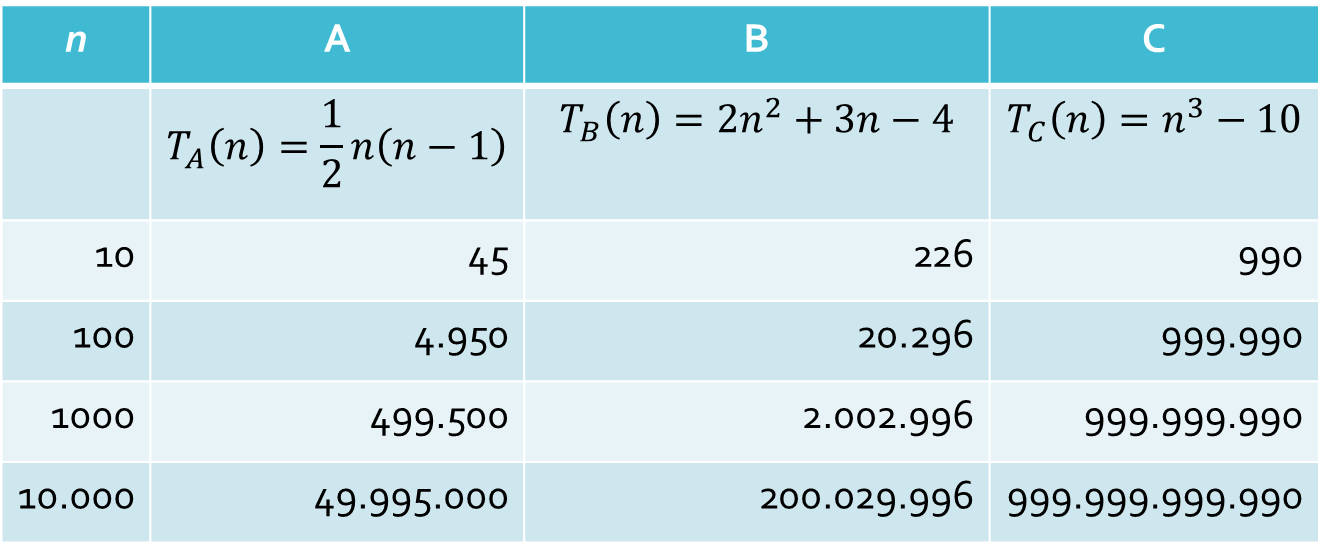 n A B C
T_A(n) = 1/2 n(n − 1) T_B(n) = 2n² + 3n − 4 T_C(n) = n³ − 10
10 45 226 990
100 4.950 20.296 999.990
1000 499.500 2.002.996 999.999.990
10.000 49.995.000 200.029.996 999.999.999.990